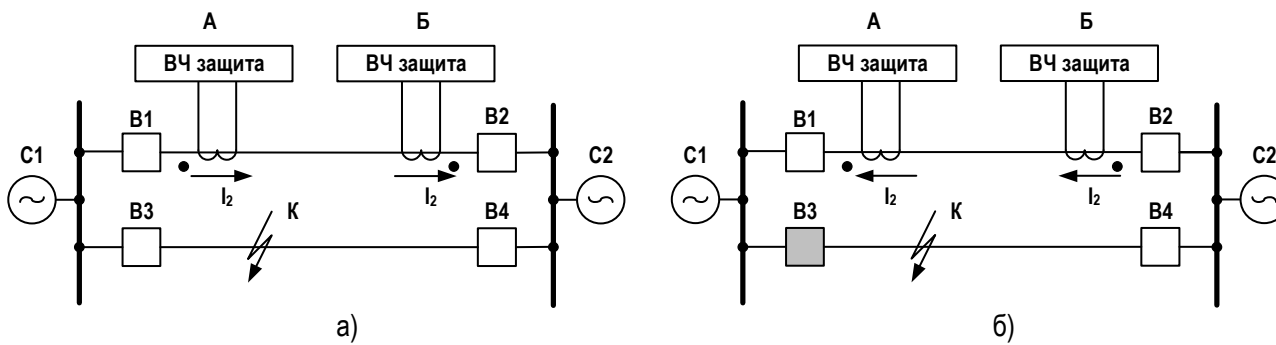 А Б А Б
ВЧ защита ВЧ защита ВЧ защита ВЧ защита
В1 В2 В1 В2
С1 С2 С1 С2
I₂ I₂ I₂ I₂
В3 К В4 В3 К В4
а) б)